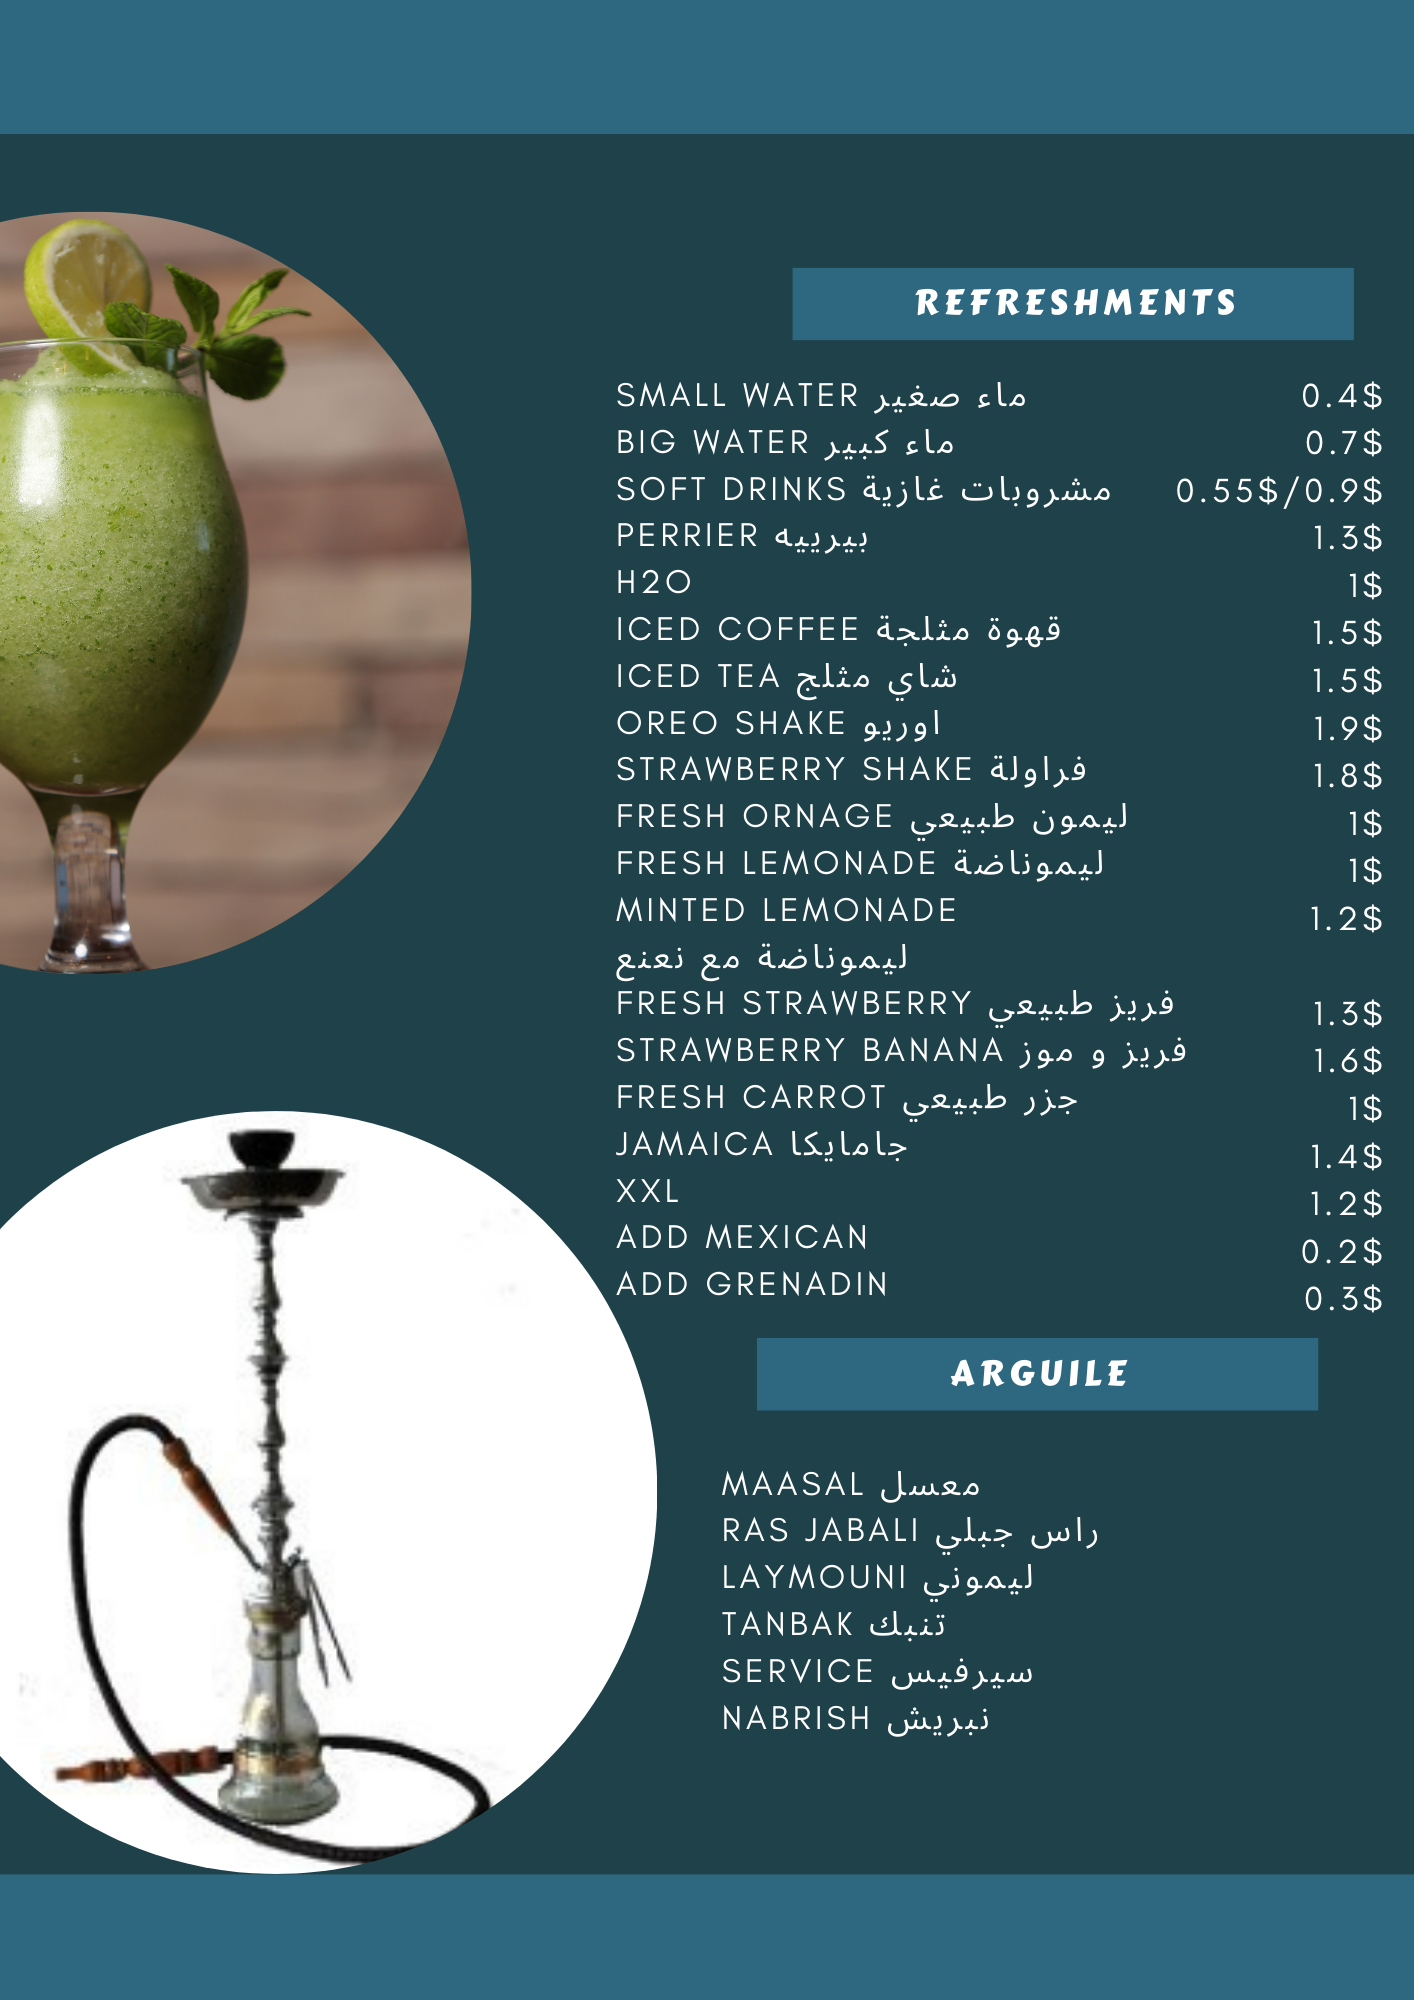 REFRESHMENTS
SMALL WATER ماء صغير 0.4$
BIG WATER ماء كبير 0.7$
SOFT DRINKS مشروبات غازية 0.55$/0.9$
PERRIER بيرييه 1.3$
H2O 1$
ICED COFFEE قهوة مثلجة 1.5$
ICED TEA شاي مثلج 1.5$
OREO SHAKE اوريو 1.9$
STRAWBERRY SHAKE فراولة 1.8$
FRESH ORNAGE ليمون طبيعي 1$
FRESH LEMONADE ليموناضة 1$
MINTED LEMONADE 1.2$
ليموناضة مع نعنع
FRESH STRAWBERRY فريز طبيعي 1.3$
STRAWBERRY BANANA فريز و موز 1.6$
FRESH CARROT جزر طبيعي 1$
JAMAICA جامايكا 1.4$
XXL 1.2$
ADD MEXICAN 0.2$
ADD GRENADIN 0.3$
ARGUILE
MAASAL معسل
RAS JABALI راس جبلي
LAYMOUNI ليموني
TANBAK تنبك
SERVICE سيرفيس
NABRISH نبريش